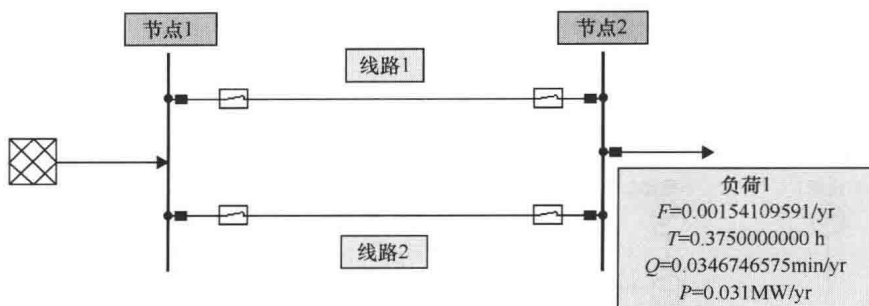 节点1
节点2
线路1
线路2
负荷1
F=0.00154109591/yr
T=0.3750000000 h
Q=0.0346746575min/yr
P=0.031MW/yr